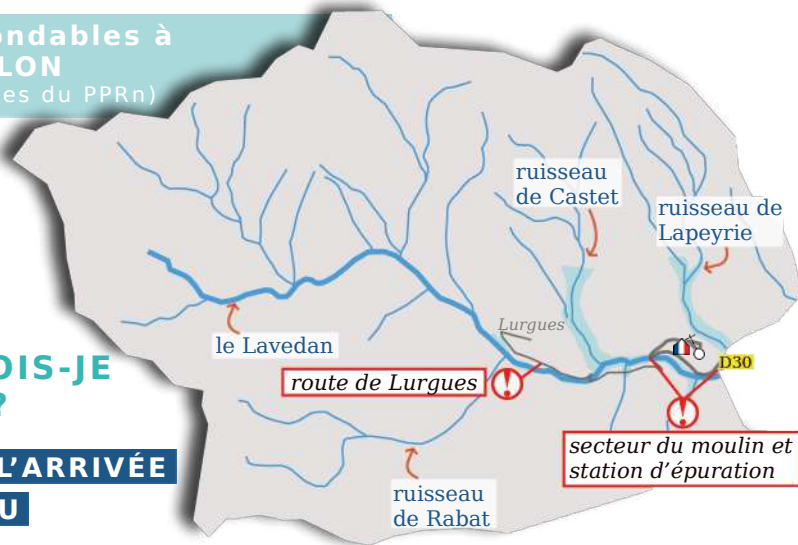 ondables à
LON
es du PPRn)
ruisseau
de Castet
ruisseau de
Lapeyrie
Lurgues
le Lavedan
D30
OIS-JE
?
route de Lurgues
L’ARRIVÉE
U
secteur du moulin et
station d’épuration
ruisseau
de Rabat